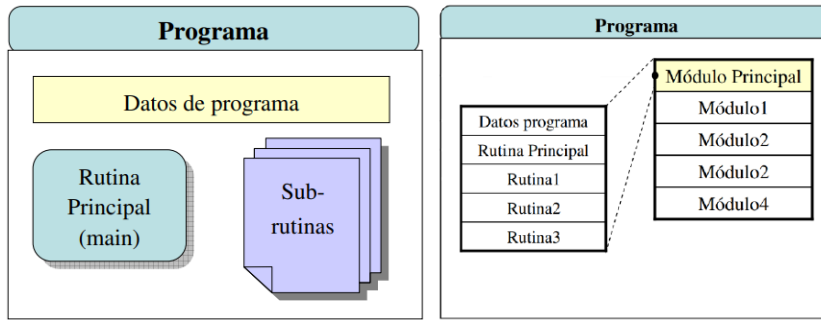 Programa
Datos de programa
Rutina
Principal
(main)
Sub-
rutinas
Programa
Datos programa
Rutina Principal
Rutina1
Rutina2
Rutina3
Módulo Principal
Módulo1
Módulo2
Módulo2
Módulo4